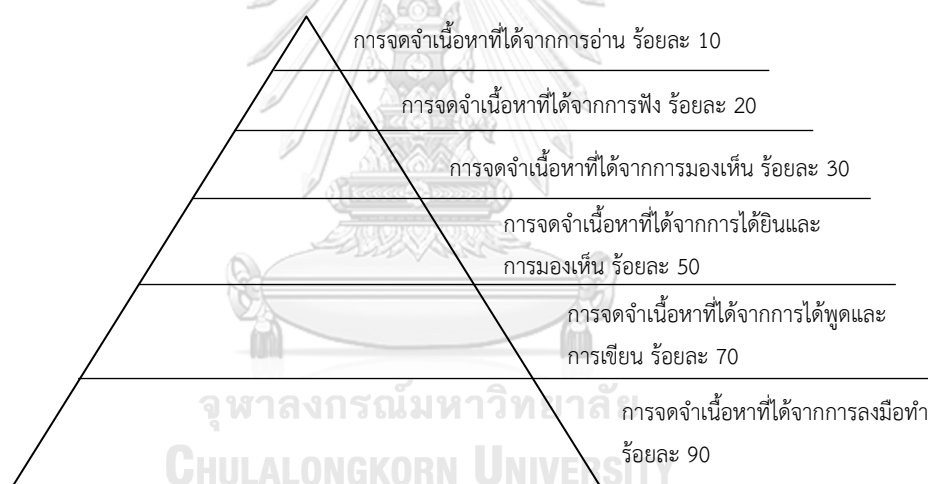 การจดจำเนื้อหาที่ได้จากการอ่าน ร้อยละ 10
การจดจำเนื้อหาที่ได้จากการฟัง ร้อยละ 20
การจดจำเนื้อหาที่ได้จากการมองเห็น ร้อยละ 30
การจดจำเนื้อหาที่ได้จากการได้ยินและ
การมองเห็น ร้อยละ 50
การจดจำเนื้อหาที่ได้จากการได้พูดและ
การเขียน ร้อยละ 70
จุฬาลงกรณ์มหาวิทยาลัย
การจดจำเนื้อหาที่ได้จากการลงมือทำ
ร้อยละ 90
CHULALONGKORN UNIVERSITY